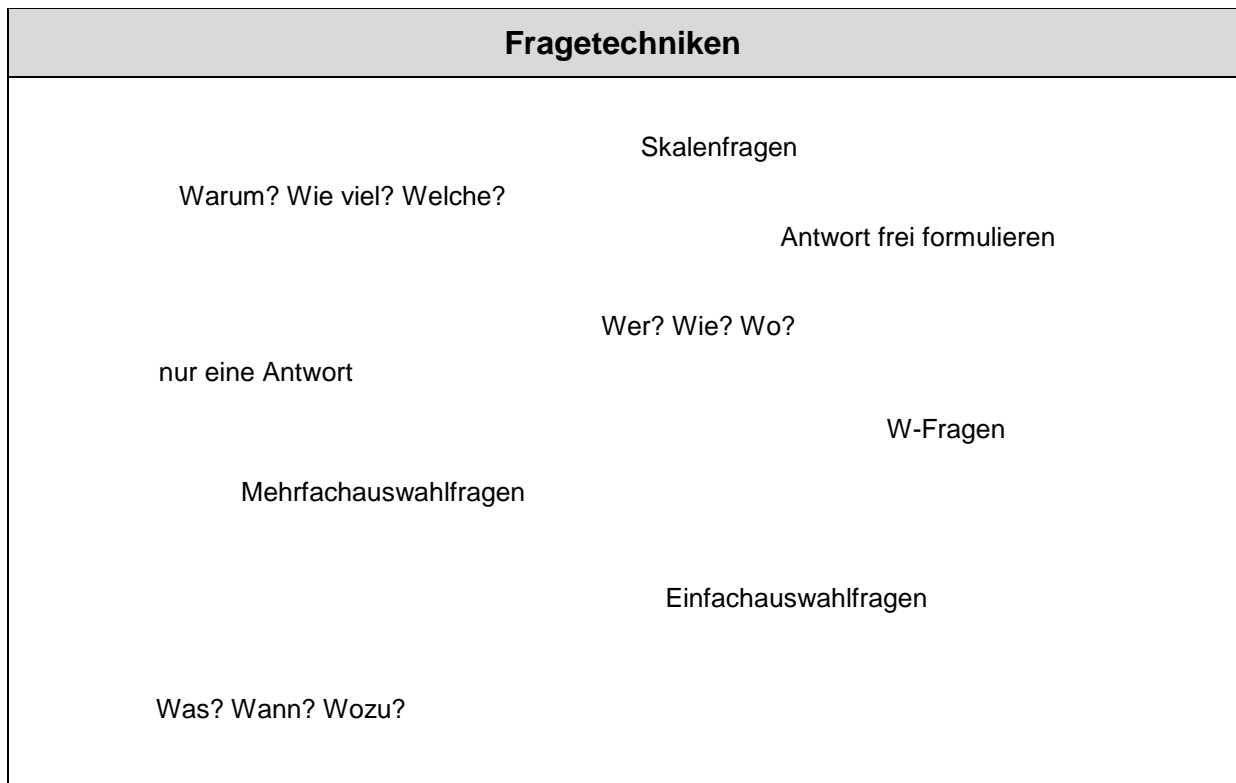 Fragetechniken
Skalenfragen
Warum? Wie viel? Welche?
Antwort frei formulieren
Wer? Wie? Wo?
nur eine Antwort
W-Fragen
Mehrfachauswahlfragen
Einfachauswahlfragen
Was? Wann? Wozu?